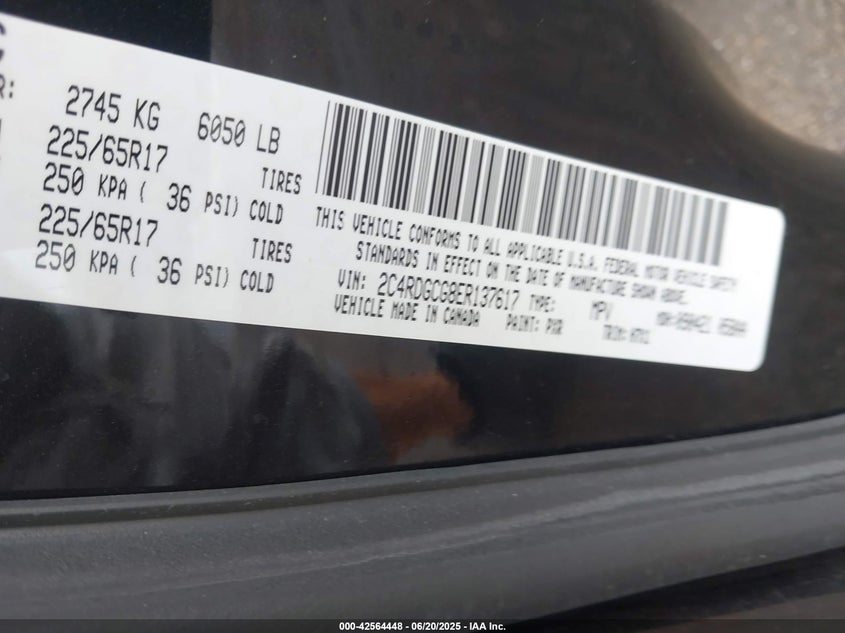 2745 KG 6050 LB
225/65R17 TIRES
250 KPA ( 36 PSI) COLD
225/65R17 TIRES
250 KPA ( 36 PSI) COLD
THIS VEHICLE CONFORMS TO ALL APPLICABLE U.S.A. FEDERAL MOTOR VEHICLE SAFETY
STANDARDS IN EFFECT ON THE DATE OF MANUFACTURE SHOWN ABOVE.
VIN: 2C4RDGCG8ER137617 TYPE: MPV
VEHICLE MADE IN CANADA PAINT: PXR TRIM:
000-42564448 - 06/20/2025 - IAA Inc.